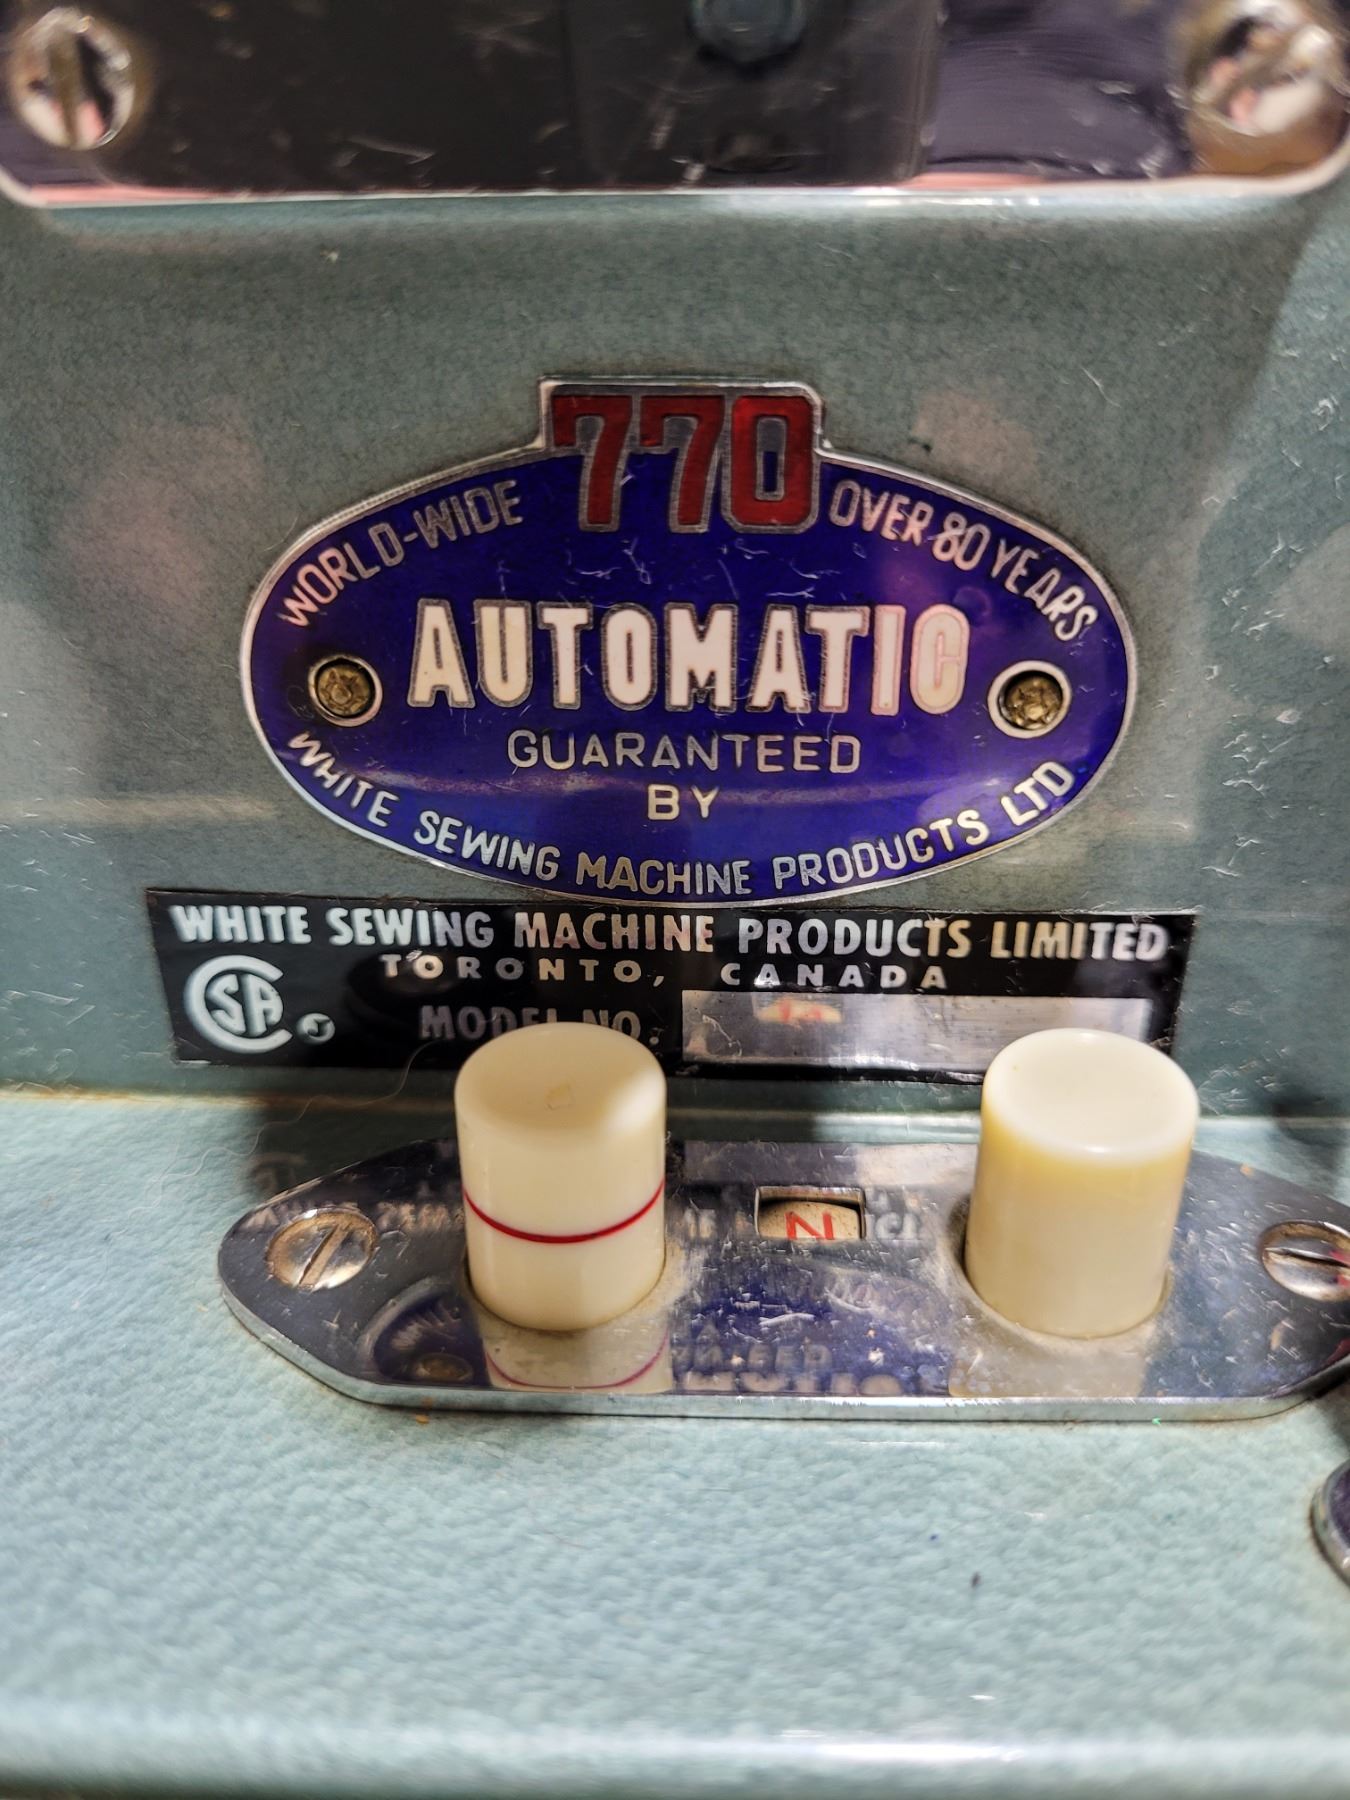 770
WORLD-WIDE OVER 80 YEARS
AUTOMATIC
GUARANTEED
BY
WHITE SEWING MACHINE PRODUCTS LTD
WHITE SEWING MACHINE PRODUCTS LIMITED
TORONTO, CANADA
CSA MODEL NO.
N